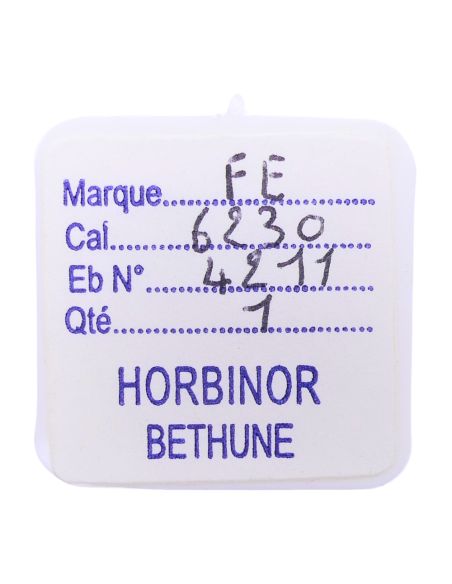 Marque......FE......
Cal......6230......
Eb N°......4211......
Qté......1......
HORBINOR
BETHUNE